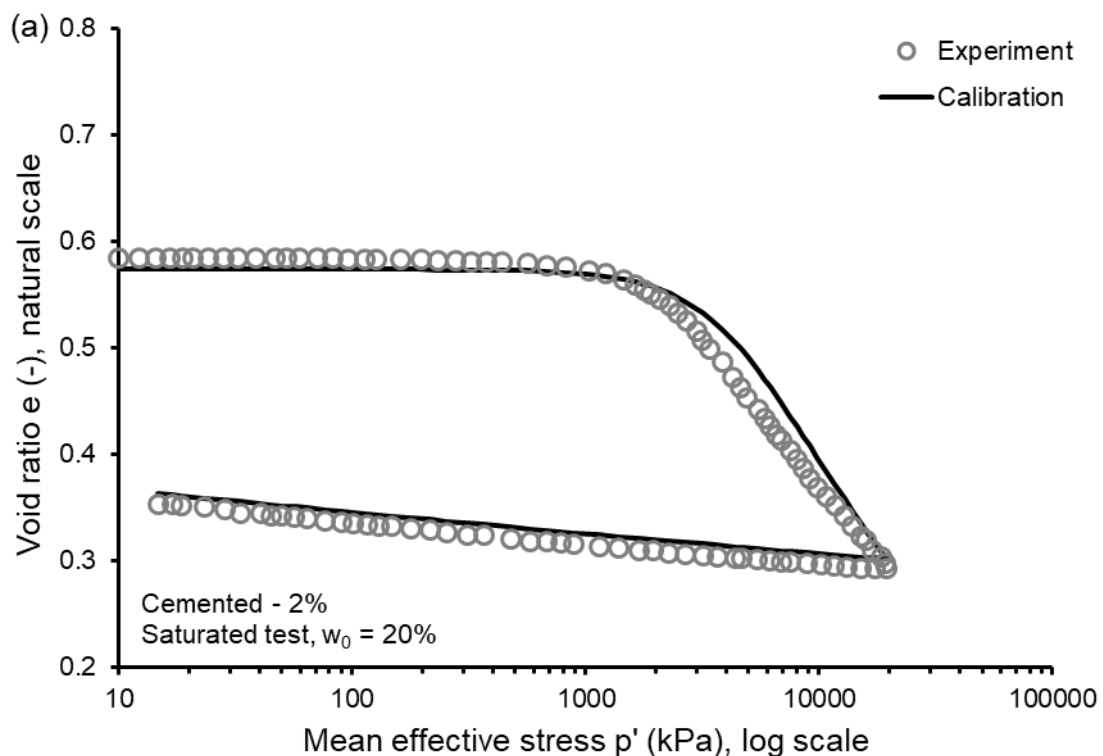 (a)
0.8
0.7
0.6
0.5
0.4
0.3
0.2
Void ratio e (-), natural scale
Experiment
Calibration
Cemented - 2%
Saturated test, w₀ = 20%
10
100
1000
10000
100000
Mean effective stress p' (kPa), log scale